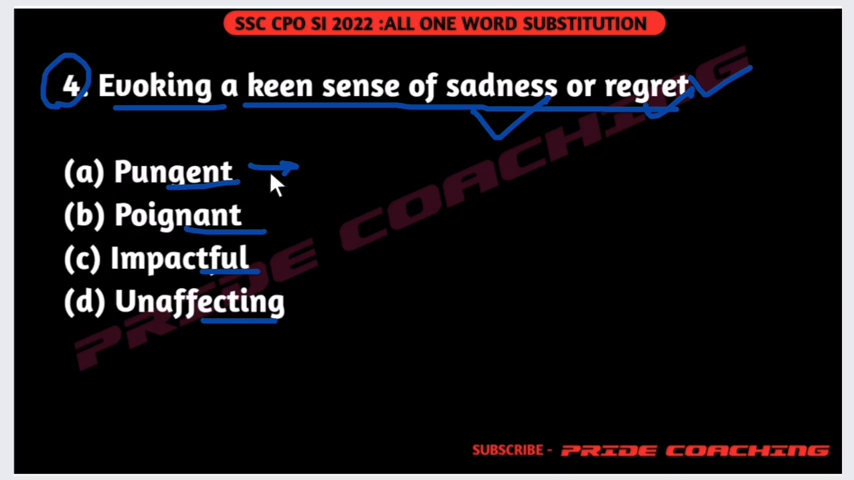 SSC CPO SI 2022 :ALL ONE WORD SUBSTITUTION
4. Evoking a keen sense of sadness or regret
(a) Pungent
(b) Poignant
(c) Impactful
(d) Unaffecting
PRIDE COACHING
SUBSCRIBE - PRIDE COACHING